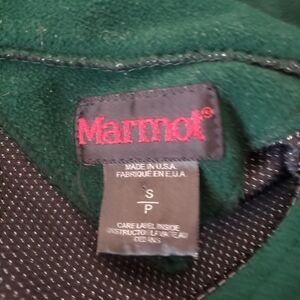 Marmot®
MADE IN U.S.A.
FABRIQUÉ EN E.U.A.
S
P
CARE LABEL INSIDE